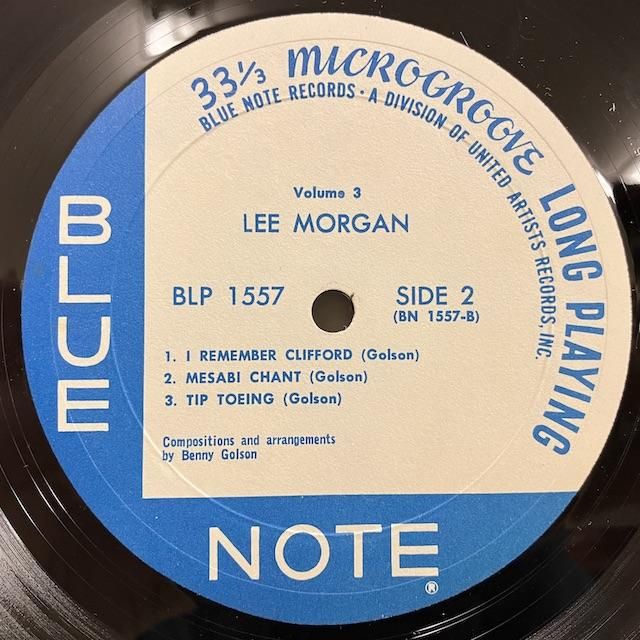 33⅓ MICROGROOVE LONG PLAYING
BLUE NOTE RECORDS · A DIVISION OF UNITED ARTISTS RECORDS, INC.
Volume 3
LEE MORGAN
BLP 1557
SIDE 2
(BN 1557-B)
1. I REMEMBER CLIFFORD (Golson)
2. MESABI CHANT (Golson)
3. TIP TOEING (Golson)
Compositions and arrangements
by Benny Golson
BLUE
NOTE®